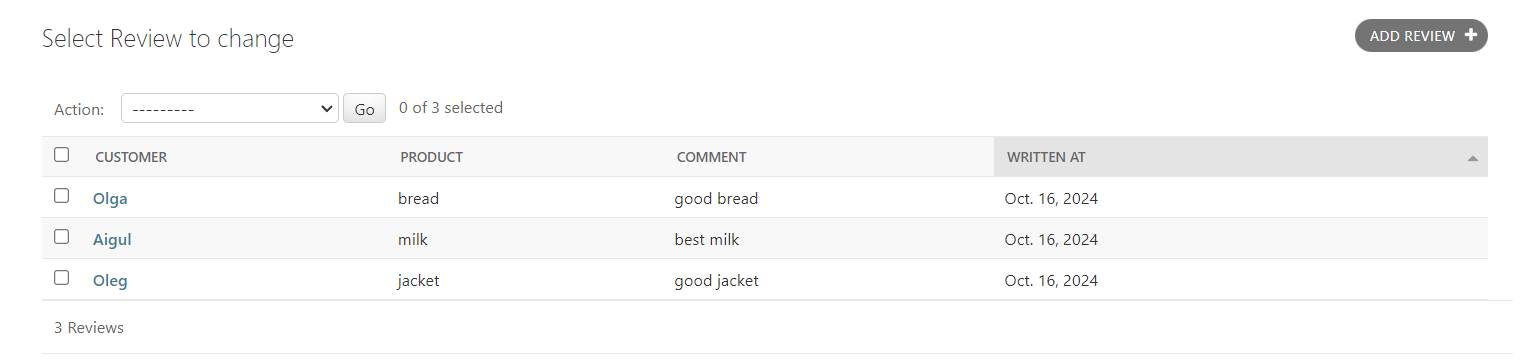 Select Review to change
ADD REVIEW +
Action: --------- Go 0 of 3 selected
CUSTOMER PRODUCT COMMENT WRITTEN AT
Olga bread good bread Oct. 16, 2024
Aigul milk best milk Oct. 16, 2024
Oleg jacket good jacket Oct. 16, 2024
3 Reviews